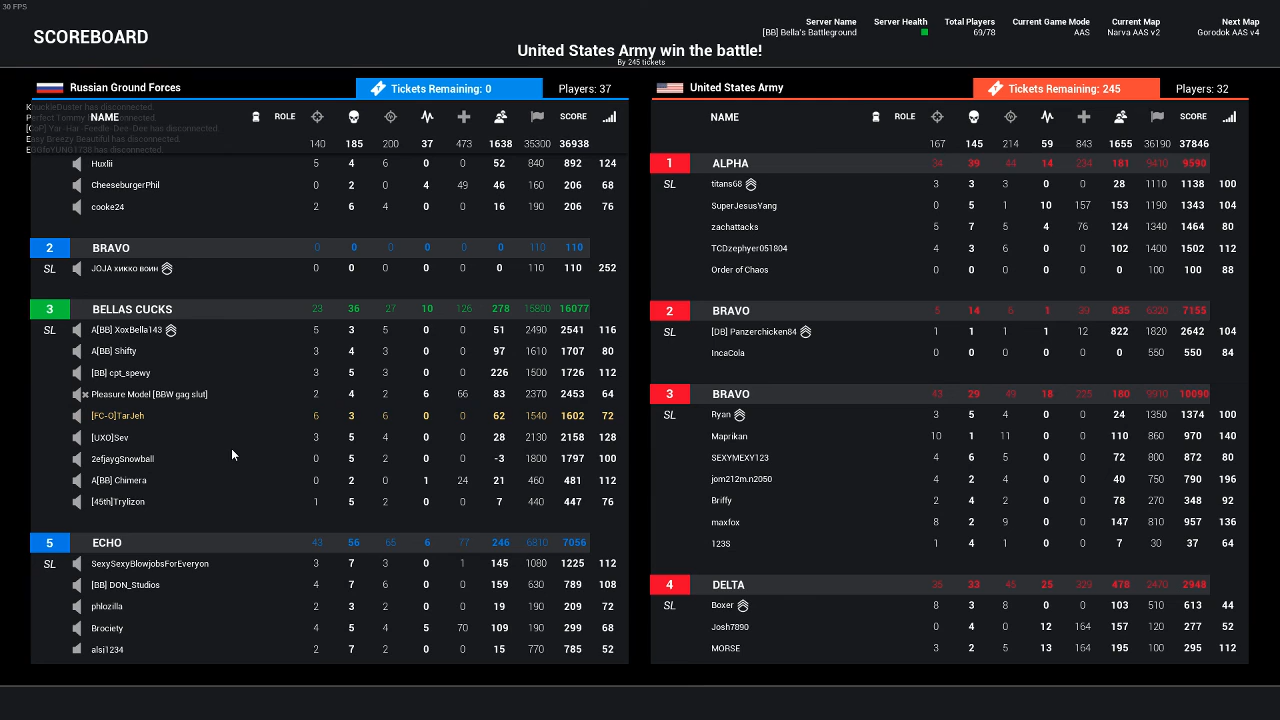 30 FPS
SCOREBOARD
Server Name Server Health Total Players Current Game Mode Current Map Next Map
[BB] Bella's Battleground 69/78 AAS Narva AAS v2 Gorodok AAS v4
United States Army win the battle!
By 245 tickets
Russian Ground Forces Tickets Remaining: 0 Players: 37
has disconnected.
Perfect Tommy has disconnected.
has disconnected.
Easy Breezy Beautiful has disconnected.
has disconnected.
NAME ROLE SCORE
140 185 200 37 473 1638 35300 36938
Huxlii 5 4 6 0 0 52 840 892 124
CheeseburgerPhil 0 2 0 4 49 46 160 206 68
cooke24 2 6 4 0 0 16 190 206 76
2 BRAVO 0 0 0 0 0 0 110 110
SL JOJA хикко воин 0 0 0 0 0 0 110 110 252
3 BELLAS CUCKS 23 36 27 10 126 278 15800 16077
SL A[BB] XoxBella143 5 3 5 0 0 51 2490 2541 116
A[BB] Shifty 3 4 3 0 0 97 1610 1707 80
[BB] cpt_spewy 3 5 3 0 0 226 1500 1726 112
Pleasure Model [BBW gag slut] 2 4 2 6 66 83 2370 2453 64
[FC-O]TarJeh 6 3 6 0 0 62 1540 1602 72
[UXO]Sev 3 5 4 0 0 28 2130 2158 128
2efjaygSnowball 0 5 2 0 0 -3 1800 1797 100
A[BB] Chimera 0 2 0 1 24 21 460 481 112
[45th]Trylizon 1 5 2 0 0 7 440 447 76
5 ECHO 43 56 65 6 77 246 6810 7056
SL SexySexyBlowjobsForEveryon 3 7 3 0 1 145 1080 1225 112
[BB] DON_Studios 4 7 6 0 0 159 630 789 108
phlozilla 2 3 2 0 0 19 190 209 72
Brociety 4 5 4 5 70 109 190 299 68
alsi1234 2 7 2 0 0 15 770 785 52
United States Army Tickets Remaining: 245 Players: 32
NAME ROLE SCORE
167 145 214 59 843 1655 36190 37846
1 ALPHA 34 39 44 14 234 181 9410 9590
SL titans68 3 3 3 0 0 28 1110 1138 100
SuperJesusYang 0 5 1 10 157 153 1190 1343 104
zachattacks 5 7 5 4 76 124 1340 1464 80
TCDzephyer051804 4 3 6 0 0 102 1400 1502 112
Order of Chaos 0 0 0 0 0 0 100 100 88
2 BRAVO 5 14 6 1 39 835 6320 7155
SL [DB] Panzerchicken84 1 1 1 1 12 822 1820 2642 104
IncaCola 0 0 0 0 0 0 550 550 84
3 BRAVO 43 29 49 18 225 180 9910 10090
SL Ryan 3 5 4 0 0 24 1350 1374 100
Maprikan 10 1 11 0 0 110 860 970 140
SEXYMEXY123 4 6 5 0 0 72 800 872 80
jom212m.n2050 4 2 4 0 0 40 750 790 196
Briffy 2 4 2 0 0 78 270 348 92
maxfox 8 2 9 0 0 147 810 957 136
123S 1 4 1 0 0 7 30 37 64
4 DELTA 35 33 45 25 329 478 2470 2948
SL Boxer 8 3 8 0 0 103 510 613 44
Josh7890 0 4 0 12 164 157 120 277 52
MORSE 3 2 5 13 164 195 100 295 112